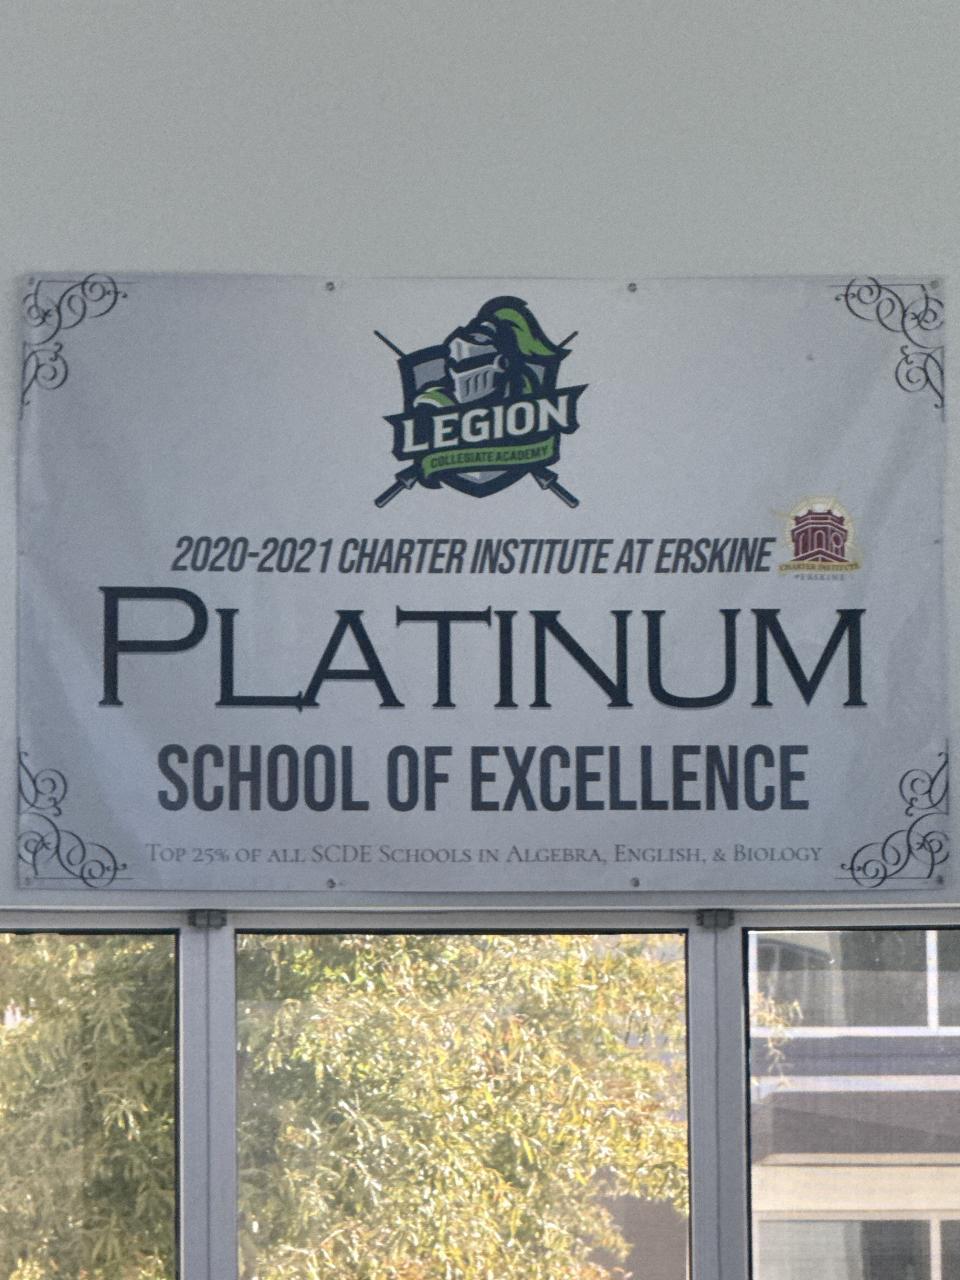 LEGION
COLLEGIATE ACADEMY
2020-2021 CHARTER INSTITUTE AT ERSKINE
CHARTER INSTITUTE
AT ERSKINE
PLATINUM
SCHOOL OF EXCELLENCE
TOP 25% OF ALL SCDE SCHOOLS IN ALGEBRA, ENGLISH, & BIOLOGY